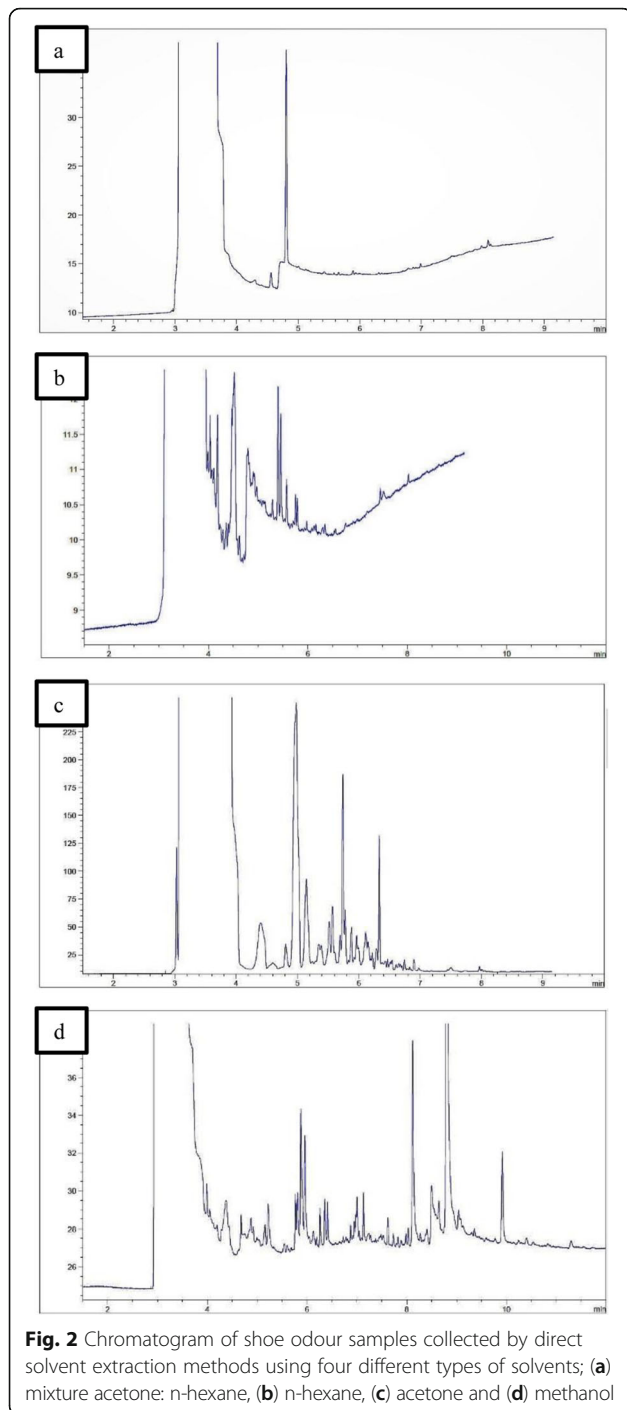 a
30
25
20
15
10
2 3 4 5 6 7 8 9 min
b
11.5
11
10.5
10
9.5
9
2 4 6 8 10 min
c
225
200
175
150
125
100
75
50
25
2 3 4 5 6 7 8 9 min
d
36
34
32
30
28
26
4 6 8 10 min
Fig. 2 Chromatogram of shoe odour samples collected by direct
solvent extraction methods using four different types of solvents; (a)
mixture acetone: n-hexane, (b) n-hexane, (c) acetone and (d) methanol